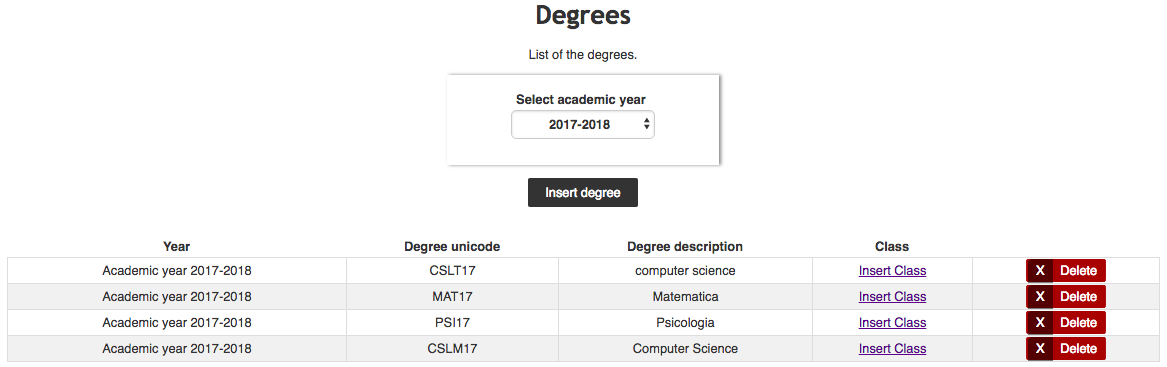 Degrees
List of the degrees.
Select academic year
2017-2018
Insert degree
Year Degree unicode Degree description Class
Academic year 2017-2018 CSLT17 computer science Insert Class X Delete
Academic year 2017-2018 MAT17 Matematica Insert Class X Delete
Academic year 2017-2018 PSI17 Psicologia Insert Class X Delete
Academic year 2017-2018 CSLM17 Computer Science Insert Class X Delete